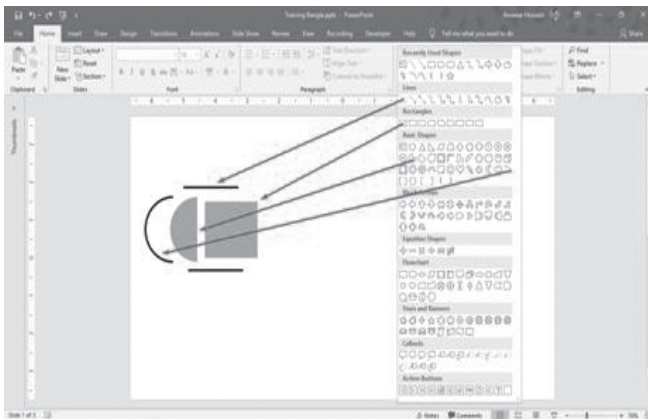 Training Bangla.pptx - PowerPoint
File Home Insert Draw Design Transitions Animations Slide Show Review View Recording Developer Help Tell me what you want to do Share
Paste
New Slide
Layout
Reset
Section
Find
Replace
Select
Clipboard Slides Font Paragraph Editing
Recently Used Shapes
Lines
Rectangles
Basic Shapes
Block Arrows
Equation Shapes
Flowchart
Stars and Banners
Callouts
Action Buttons
Thumbnails
Slide 1 of 1
Notes Comments